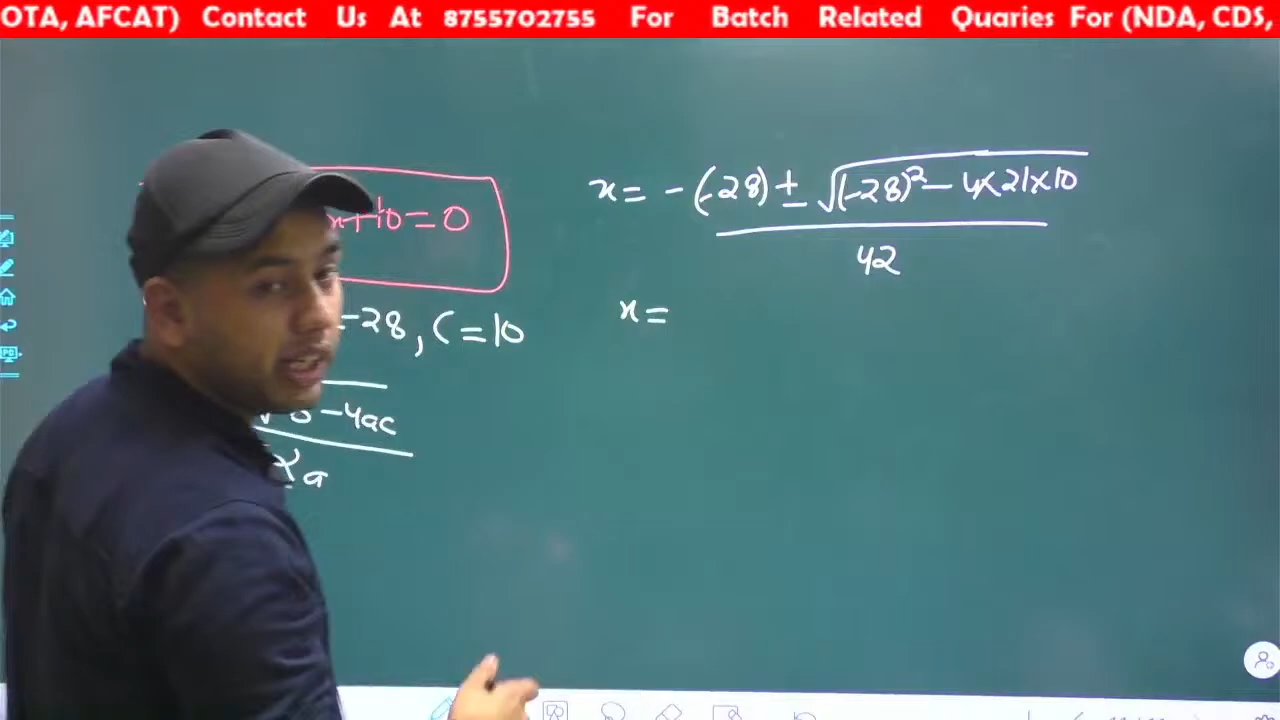 OTA, AFCAT) Contact Us At 8755702755 For Batch Related Quaries For (NDA, CDS,
x+10=0
-28, C=10
-4ac
2a
x= -(-28) ± √(-28)² - 4×21×10
42
x=